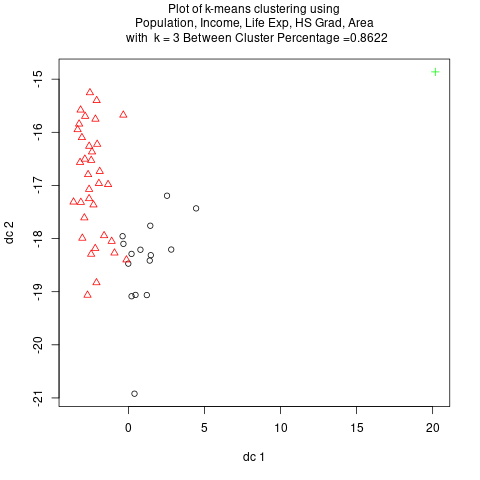 Plot of k-means clustering using
Population, Income, Life Exp, HS Grad, Area
with k = 3 Between Cluster Percentage =0.8622
-15
-16
-17
-18
-19
-20
-21
dc 2
0 5 10 15 20
dc 1